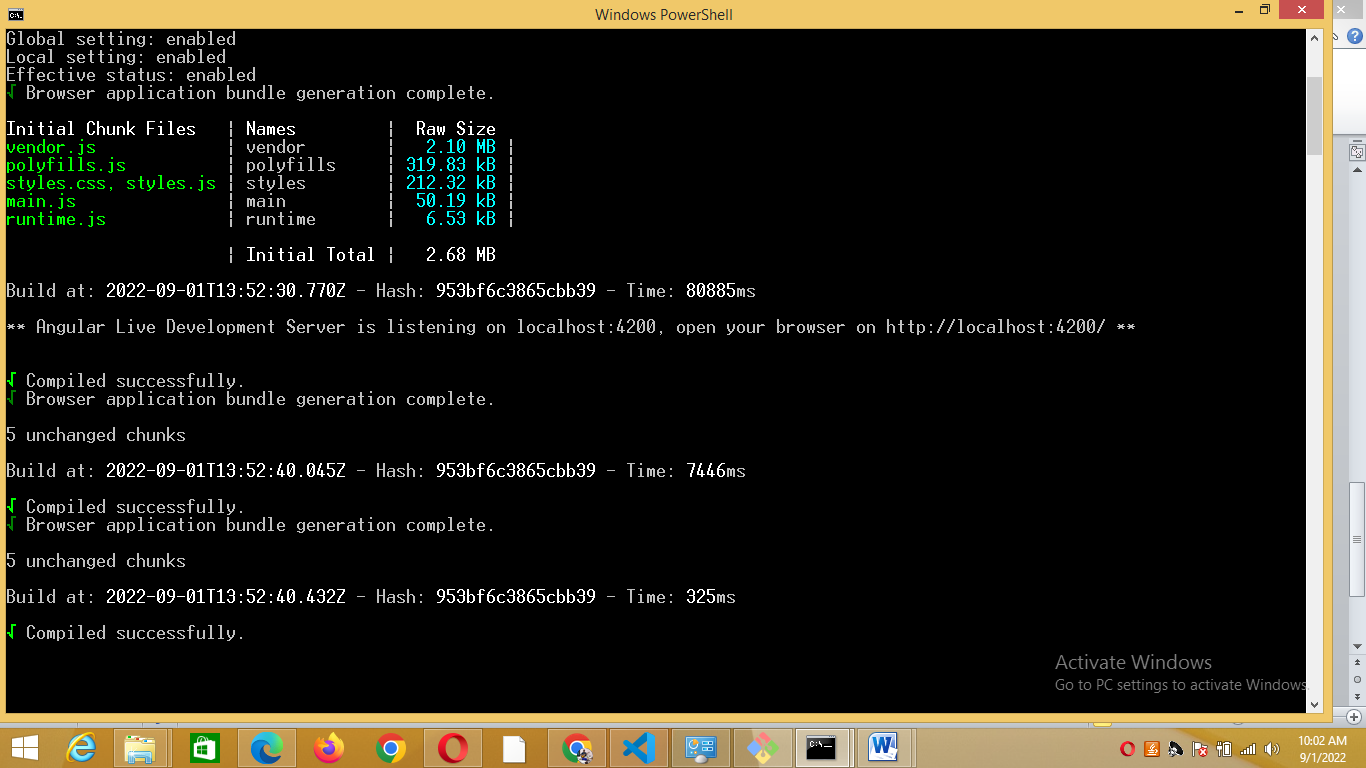 Windows PowerShell
Global setting: enabled
Local setting: enabled
Effective status: enabled
√ Browser application bundle generation complete.
Initial Chunk Files | Names | Raw Size
vendor.js | vendor | 2.10 MB |
polyfills.js | polyfills | 319.83 kB |
styles.css, styles.js | styles | 212.32 kB |
main.js | main | 50.19 kB |
runtime.js | runtime | 6.53 kB |
| Initial Total | 2.68 MB
Build at: 2022-09-01T13:52:30.770Z - Hash: 953bf6c3865cbb39 - Time: 80885ms
** Angular Live Development Server is listening on localhost:4200, open your browser on http://localhost:4200/ **
√ Compiled successfully.
√ Browser application bundle generation complete.
5 unchanged chunks
Build at: 2022-09-01T13:52:40.045Z - Hash: 953bf6c3865cbb39 - Time: 7446ms
√ Compiled successfully.
√ Browser application bundle generation complete.
5 unchanged chunks
Build at: 2022-09-01T13:52:40.432Z - Hash: 953bf6c3865cbb39 - Time: 325ms
√ Compiled successfully.
Activate Windows
Go to PC settings to activate Windows.
10:02 AM
9/1/2022